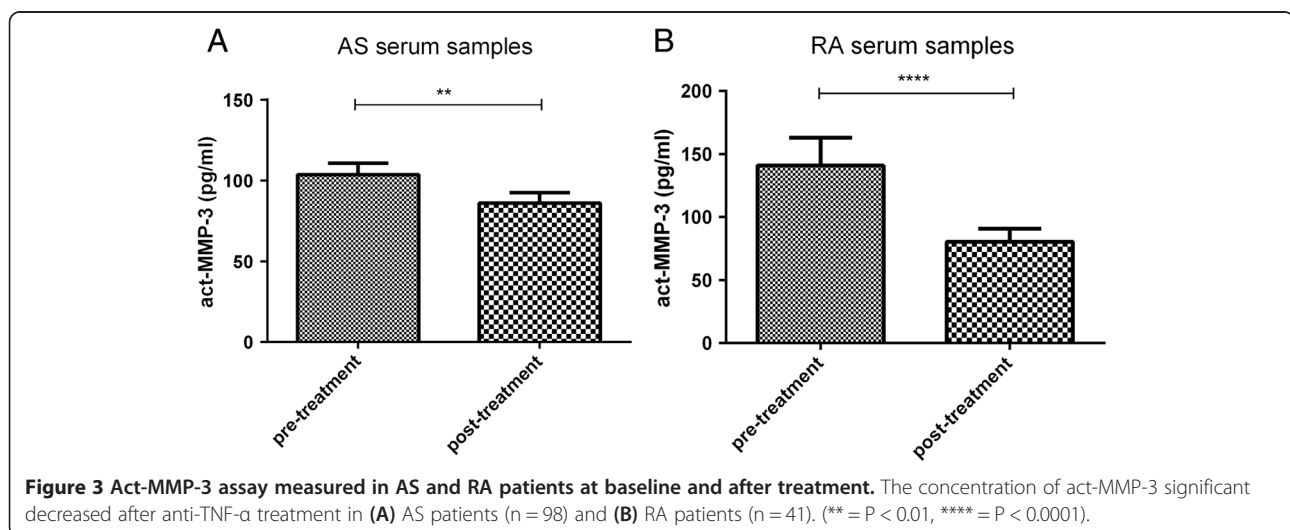 A
AS serum samples
**
act-MMP-3 (pg/ml)
150
100
50
0
pre-treatment
post-treatment
B
RA serum samples
****
act-MMP-3 (pg/ml)
200
150
100
50
0
pre-treatment
post-treatment
Figure 3 Act-MMP-3 assay measured in AS and RA patients at baseline and after treatment. The concentration of act-MMP-3 significant
decreased after anti-TNF-α treatment in (A) AS patients (n = 98) and (B) RA patients (n = 41). (** = P < 0.01, **** = P < 0.0001).